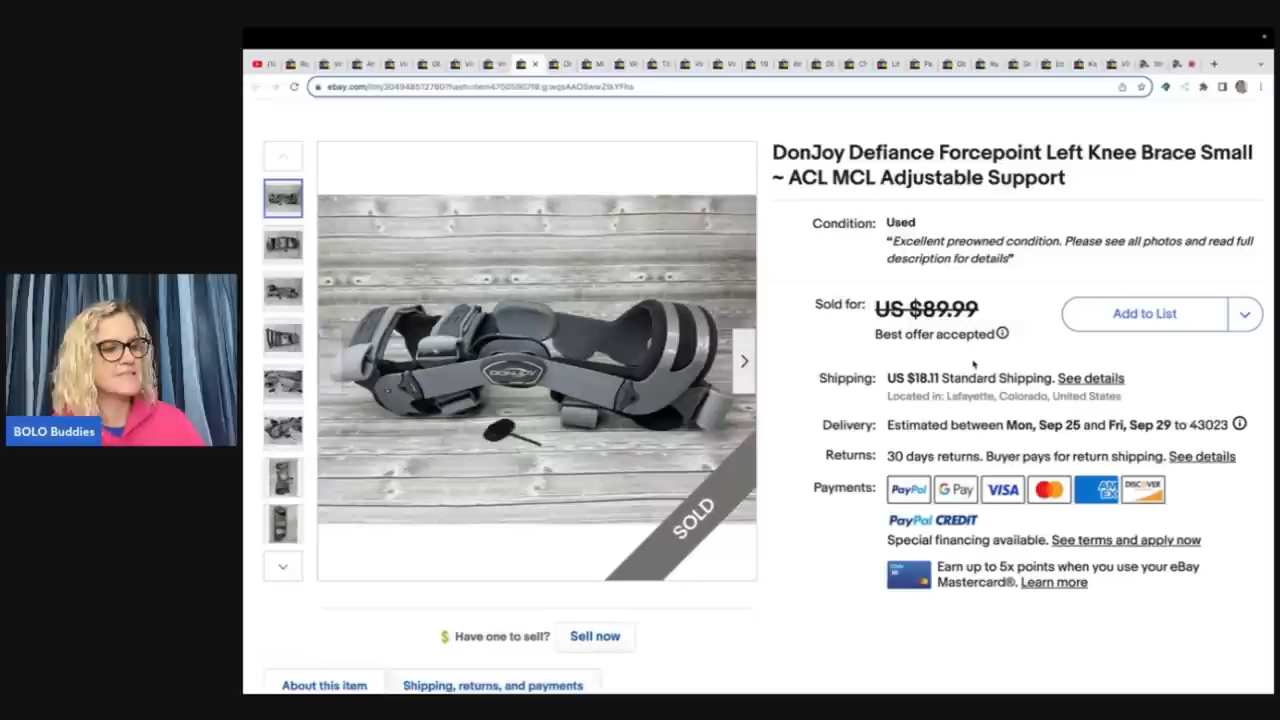 ebay.com/itm/
DonJoy Defiance Forcepoint Left Knee Brace Small
~ ACL MCL Adjustable Support
Condition: Used
"Excellent preowned condition. Please see all photos and read full
description for details"
Sold for: US $89.99
Add to List
Best offer accepted
Shipping: US $18.11 Standard Shipping. See details
Located in: Lafayette, Colorado, United States
DONJOY
Delivery: Estimated between Mon, Sep 25 and Fri, Sep 29 to 43023
BOLO Buddies
Returns: 30 days returns. Buyer pays for return shipping. See details
Payments: PayPal G Pay VISA AM EX DISCOVER
SOLD
PayPal CREDIT
Special financing available. See terms and apply now
Earn up to 5x points when you use your eBay
Mastercard®. Learn more
$ Have one to sell? Sell now
About this item Shipping, returns, and payments